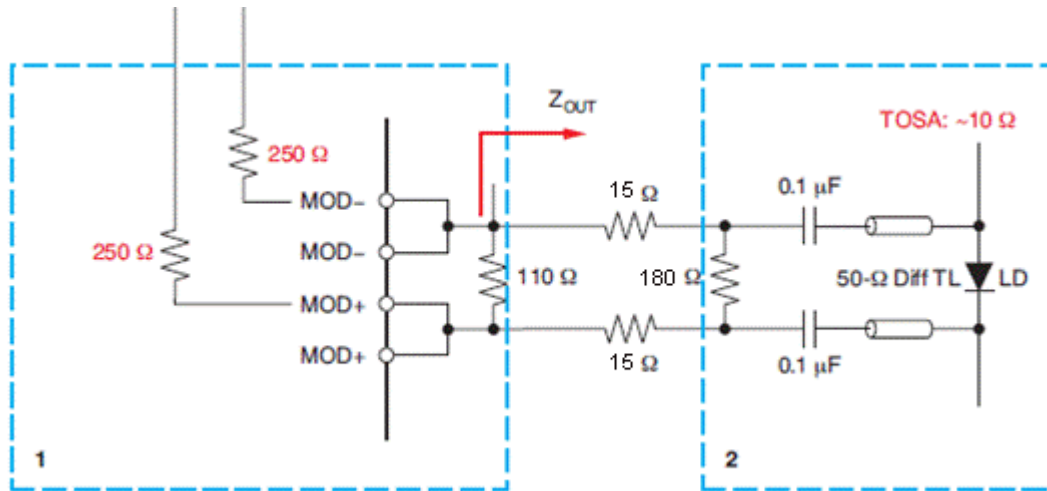 Z_OUT
TOSA: ~10 Ω
250 Ω
MOD−
15 Ω
0.1 µF
250 Ω
MOD−
110 Ω
180 Ω
50-Ω Diff TL
LD
MOD+
MOD+
15 Ω
0.1 µF
1
2